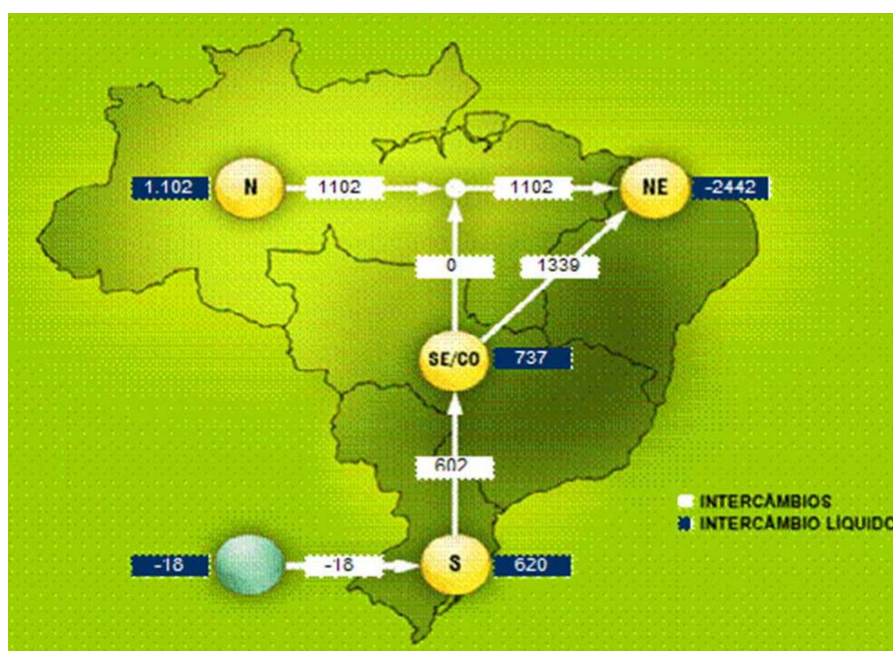 1.102 N 1102 1102 NE -2442
0 1339
SE/CO 737
602
INTERCÂMBIOS
INTERCÂMBIO LÍQUIDO
-18 -18 S 620